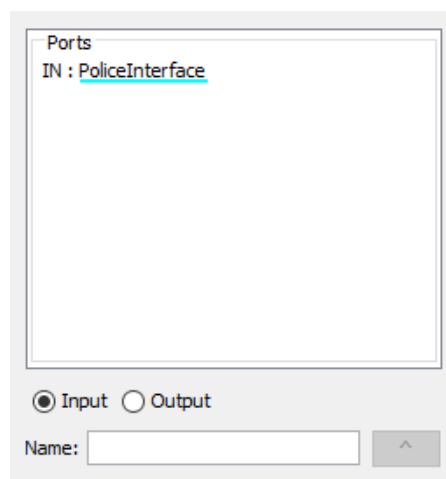 Ports
IN : PoliceInterface
Input Output
Name: ^